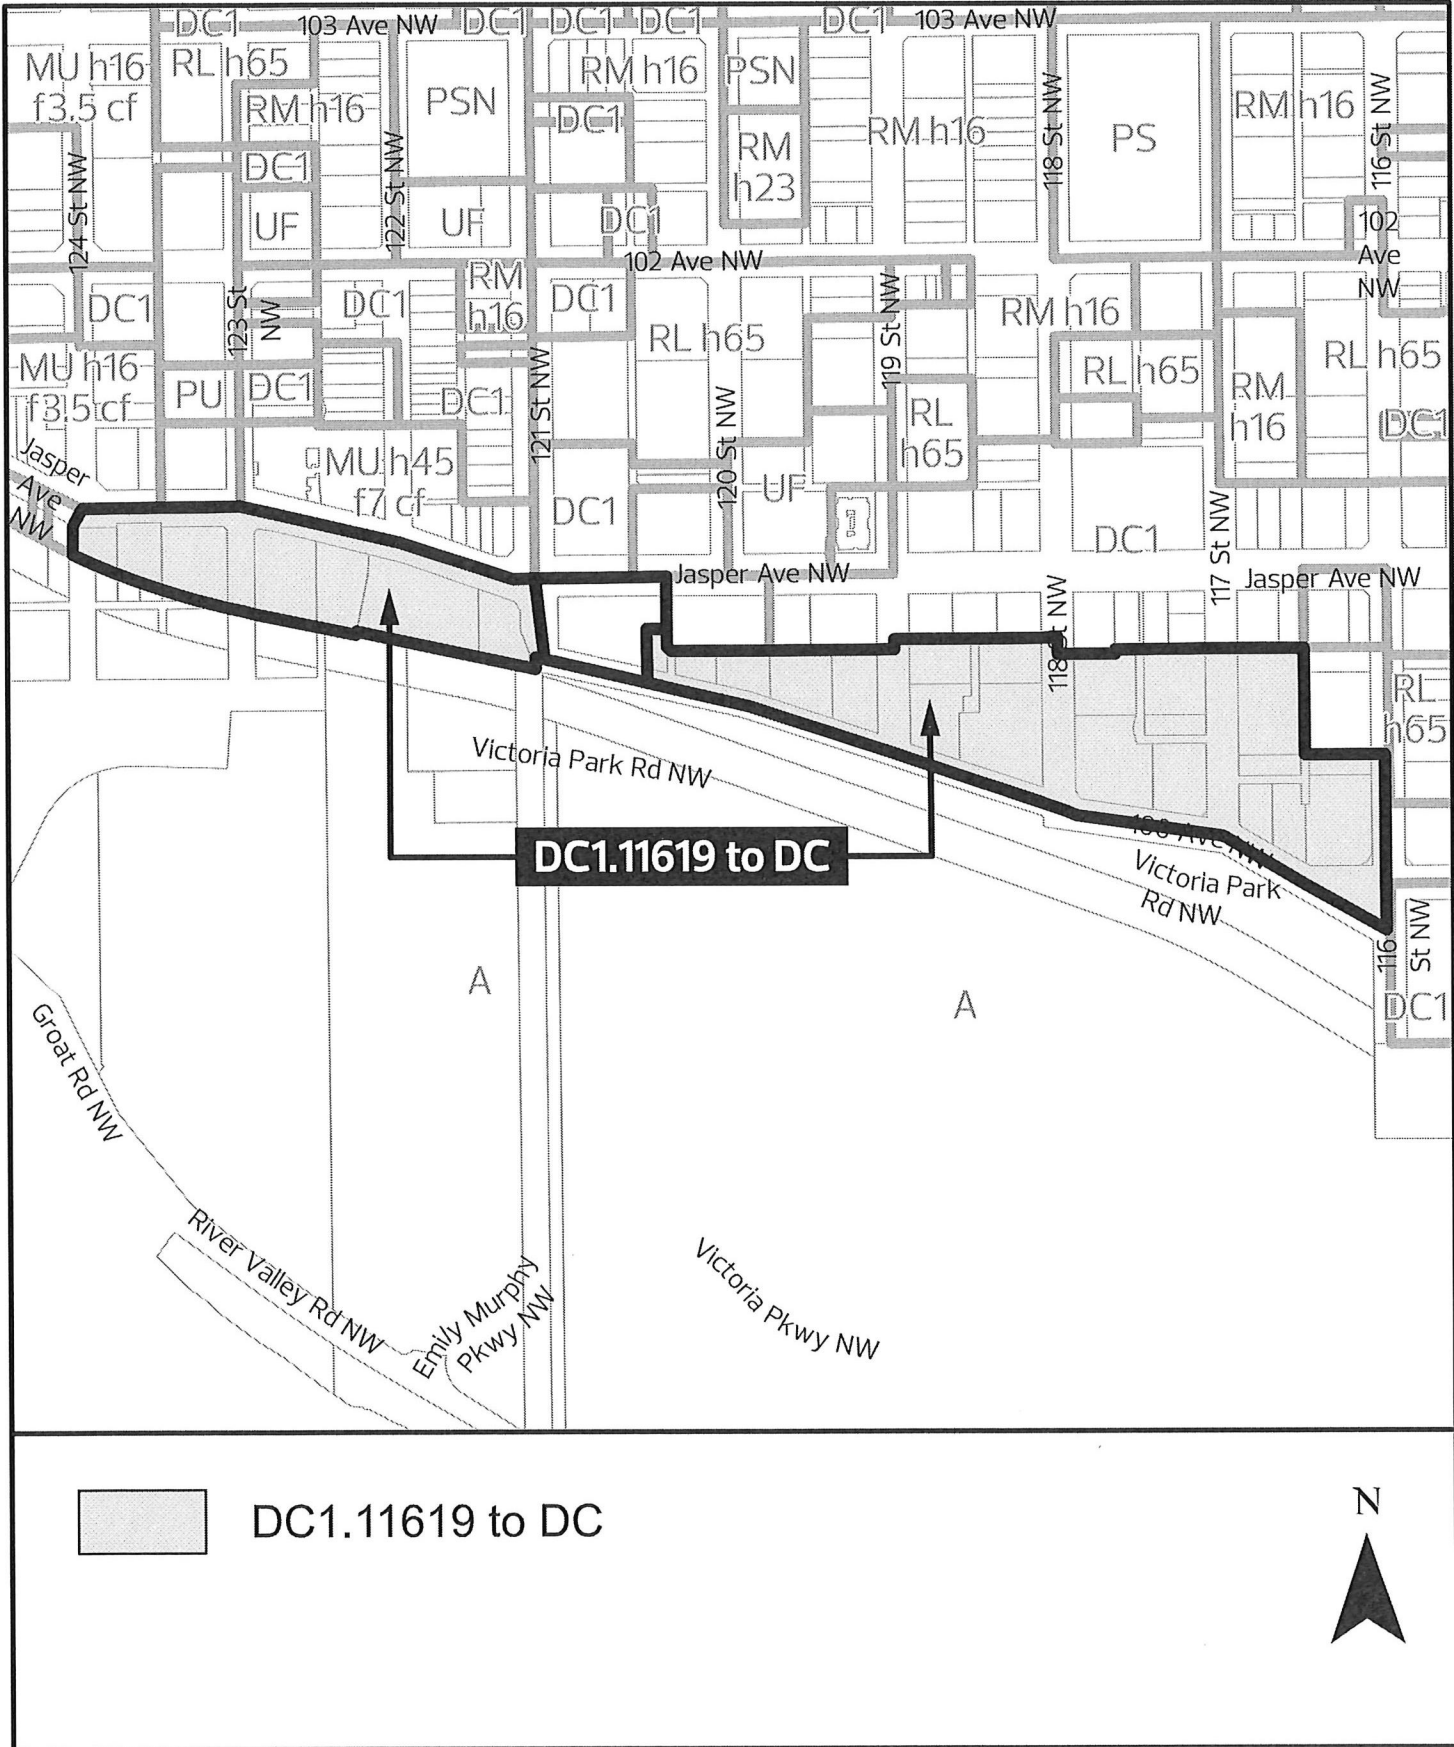 DC1
103 Ave NW
DC1
DC1
DC1
DC1
103 Ave NW
MU h16
f3.5 cf
RL h65
RM h16
PSN
RM h16
PSN
DC1
RM
h23
RM h16
118 St NW
PS
RM h16
116 St NW
124 St NW
DC1
UF
122 St NW
UF
DC1
102 Ave NW
102
Ave
NW
DC1
123 St
NW
DC1
RM
h16
DC1
RL h65
119 St NW
RM h16
RL h65
MU h16
f3.5 cf
PU
DC1
DC1
121 St NW
120 St NW
RL
h65
RL h65
RM
h16
DC1
Jasper
Ave
NW
MU h45
f7 cf
DC1
UF
DC1
117 St NW
Jasper Ave NW
Jasper Ave NW
118 St NW
RL
h65
Victoria Park Rd NW
DC1.11619 to DC
100 Ave NW
Victoria Park
Rd NW
116
St NW
DC1
A
A
Groat Rd NW
River Valley Rd NW
Emily Murphy
Pkwy NW
Victoria Pkwy NW
DC1.11619 to DC
N